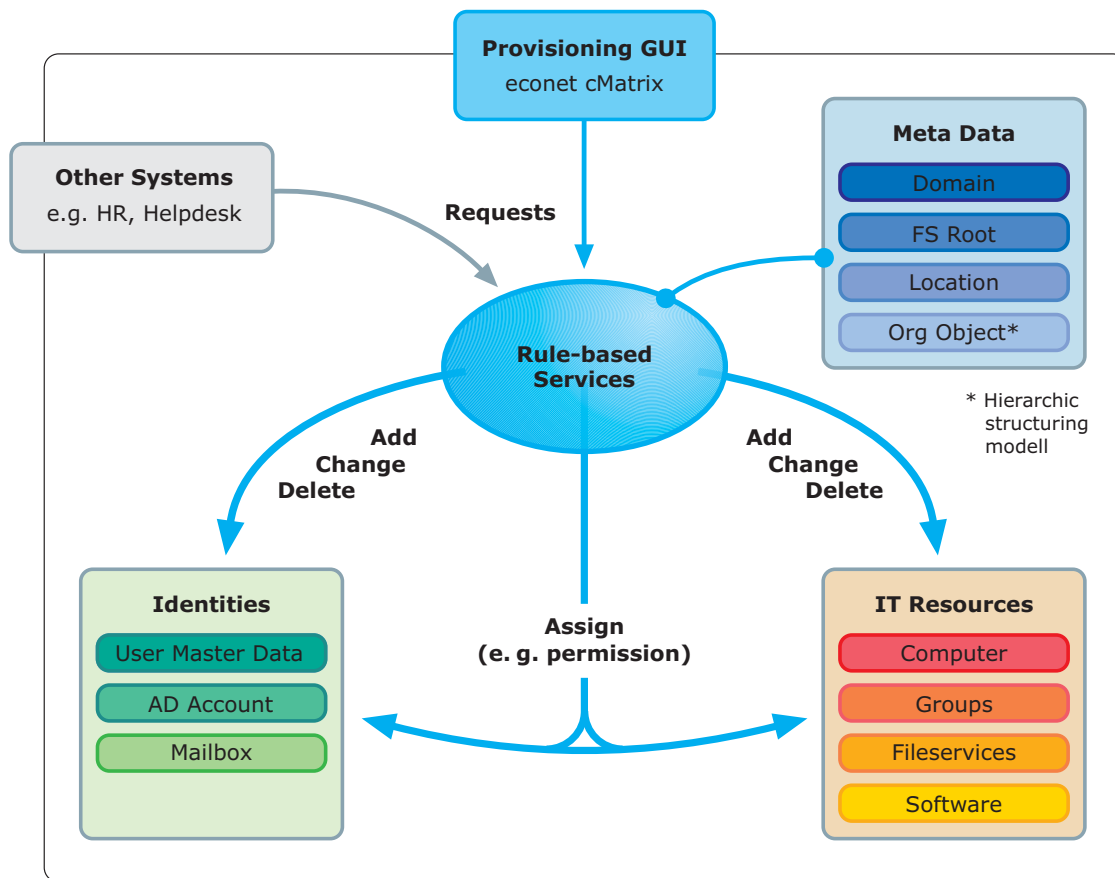 Provisioning GUI
econet cMatrix
Other Systems
e.g. HR, Helpdesk
Requests
Meta Data
Domain
FS Root
Location
Org Object*
* Hierarchic
structuring
modell
Rule-based
Services
Add
Change
Delete
Add
Change
Delete
Assign
(e. g. permission)
Identities
User Master Data
AD Account
Mailbox
IT Resources
Computer
Groups
Fileservices
Software